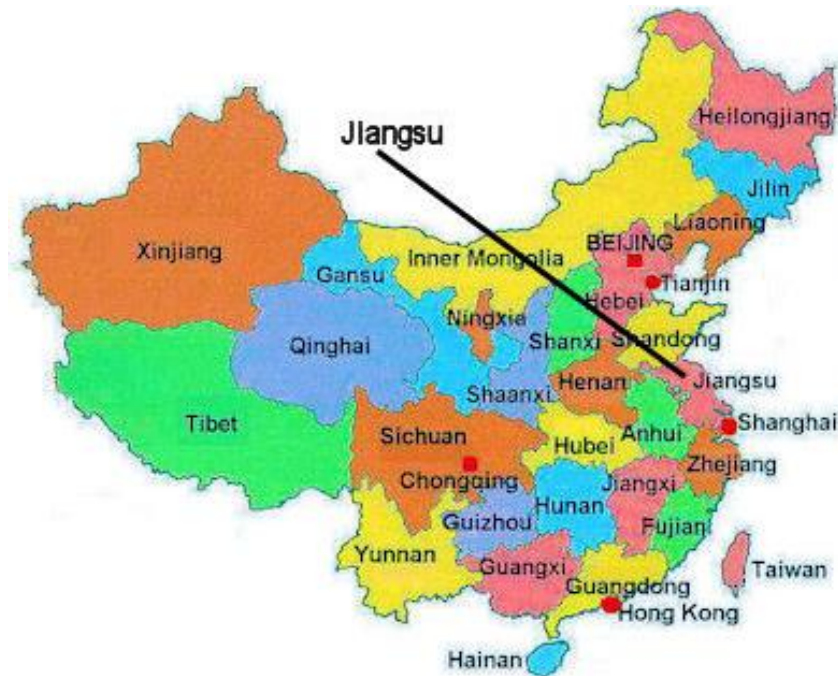 Heilongjiang
Jiangsu
Jilin
Liaoning
BEIJING
Xinjiang
Inner Mongolia
Gansu
Tianjin
Hebei
Ningxia
Shandong
Shanxi
Qinghai
Jiangsu
Henan
Shaanxi
Tibet
Shanghai
Anhui
Sichuan
Hubei
Zhejiang
Chongqing
Jiangxi
Hunan
Guizhou
Fujian
Yunnan
Guangxi
Taiwan
Guangdong
Hong Kong
Hainan